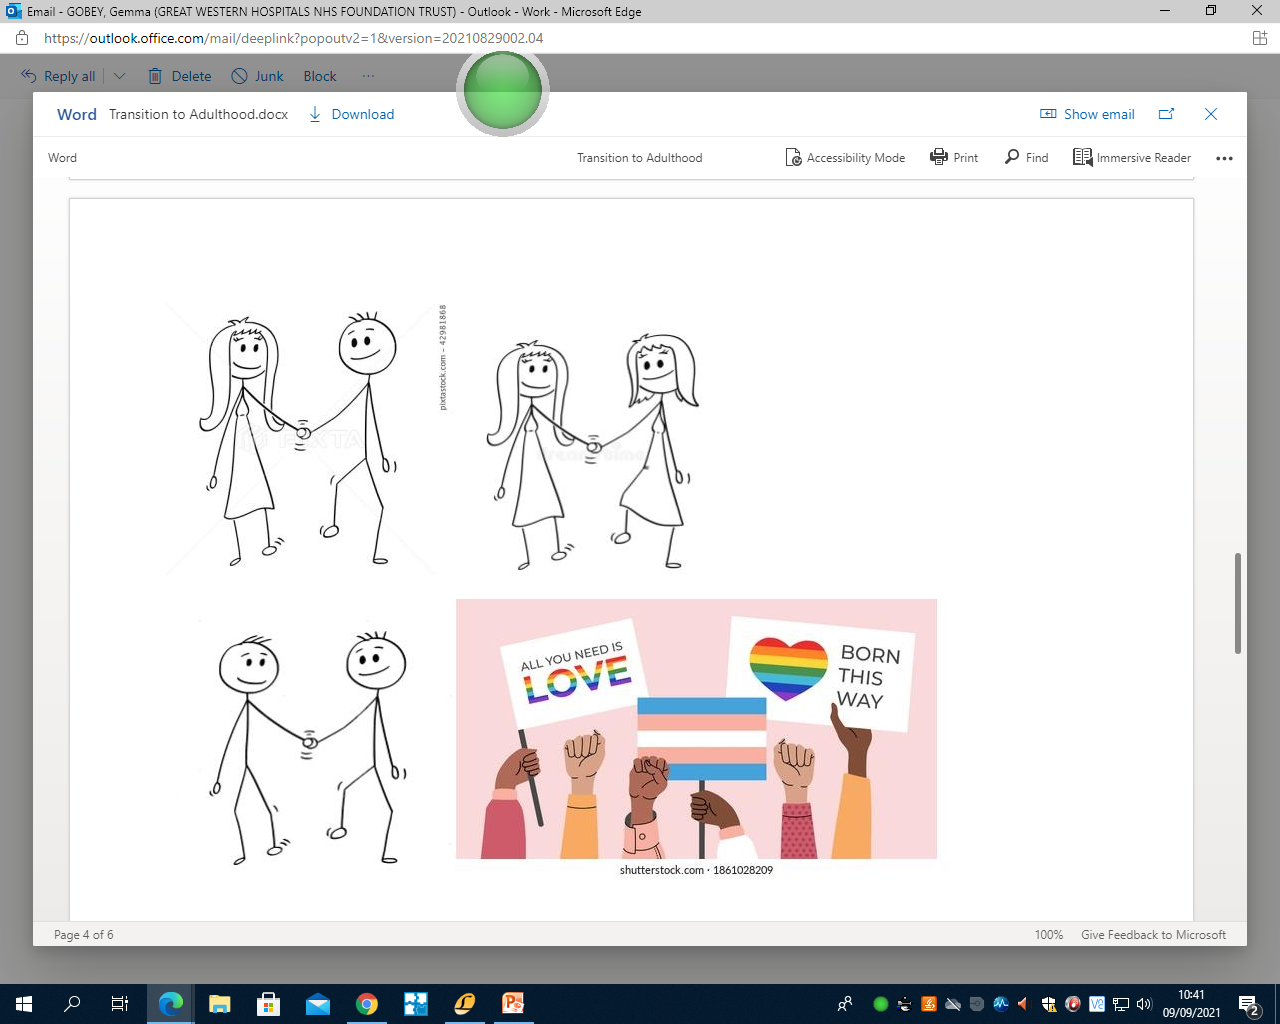 Email - GOBEY, Gemma (GREAT WESTERN HOSPITALS NHS FOUNDATION TRUST) - Outlook - Work - Microsoft Edge
https://outlook.office.com/mail/deeplink?popoutv2=1&version=20210829002.04
Reply all Delete Junk Block ...
Word Transition to Adulthood.docx Download Show email
Word Transition to Adulthood Accessibility Mode Print Find Immersive Reader ...
pixtastock.com - 42981868
PIXTA
ALL YOU NEED IS
LOVE
BORN
THIS
WAY
shutterstock.com · 1861028209
Page 4 of 6 100% Give Feedback to Microsoft
10:41
09/09/2021
2